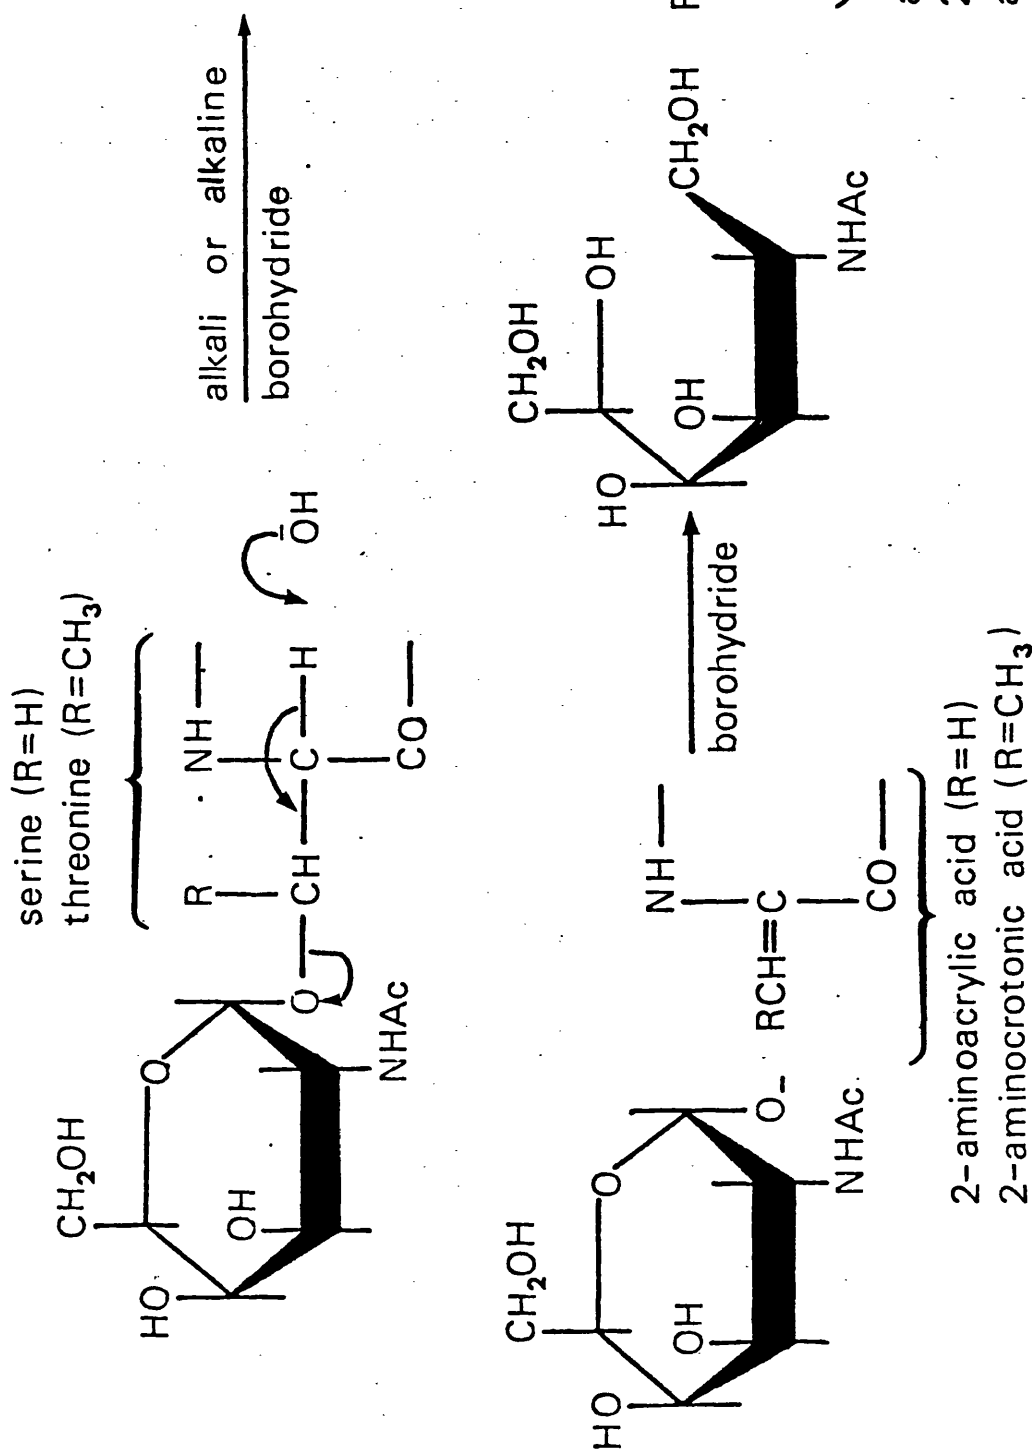 serine (R=H)
threonine (R=CH₃)
CH₂OH
O
HO
OH
NHAc
O
R
CH
NH
C
H
CO
ŌH
alkali or alkaline
borohydride
CH₂OH
O
HO
OH
NHAc
O–
RCH=C
NH
CO
2-aminoacrylic acid (R=H)
2-aminocrotonic acid (R=CH₃)
borohydride
CH₂OH
OH
HO
OH
CH₂OH
NHAc